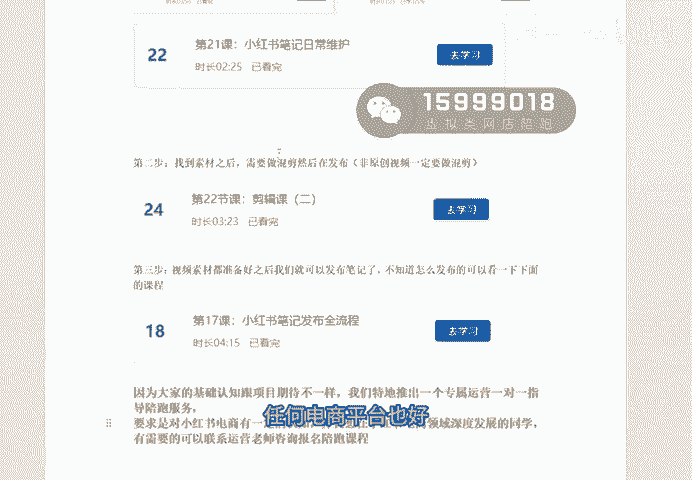 22
第21课：小红书笔记日常维护
去学习
时长02:25 已看完
15999018
虚拟类网店陪跑
第二步：找到素材之后，需要做混剪然后在发布（非原创视频一定要做混剪）
24
第22节课：剪辑课（二）
去学习
时长03:23 已看完
第三步：视频素材都准备好之后我们就可以发布笔记了，不知道怎么发布的可以看一下下面
的课程
18
第17课：小红书笔记发布全流程
去学习
时长04:15 已看完
因为大家的基础认知跟项目期待不一样，我们特地推出一个专属运营一对一指
导陪跑服务，
任何电商平台也好
要求是对小红书电商有一定的
领域深度发展的同学，
有需要的可以联系运营老师咨询报名陪跑课程